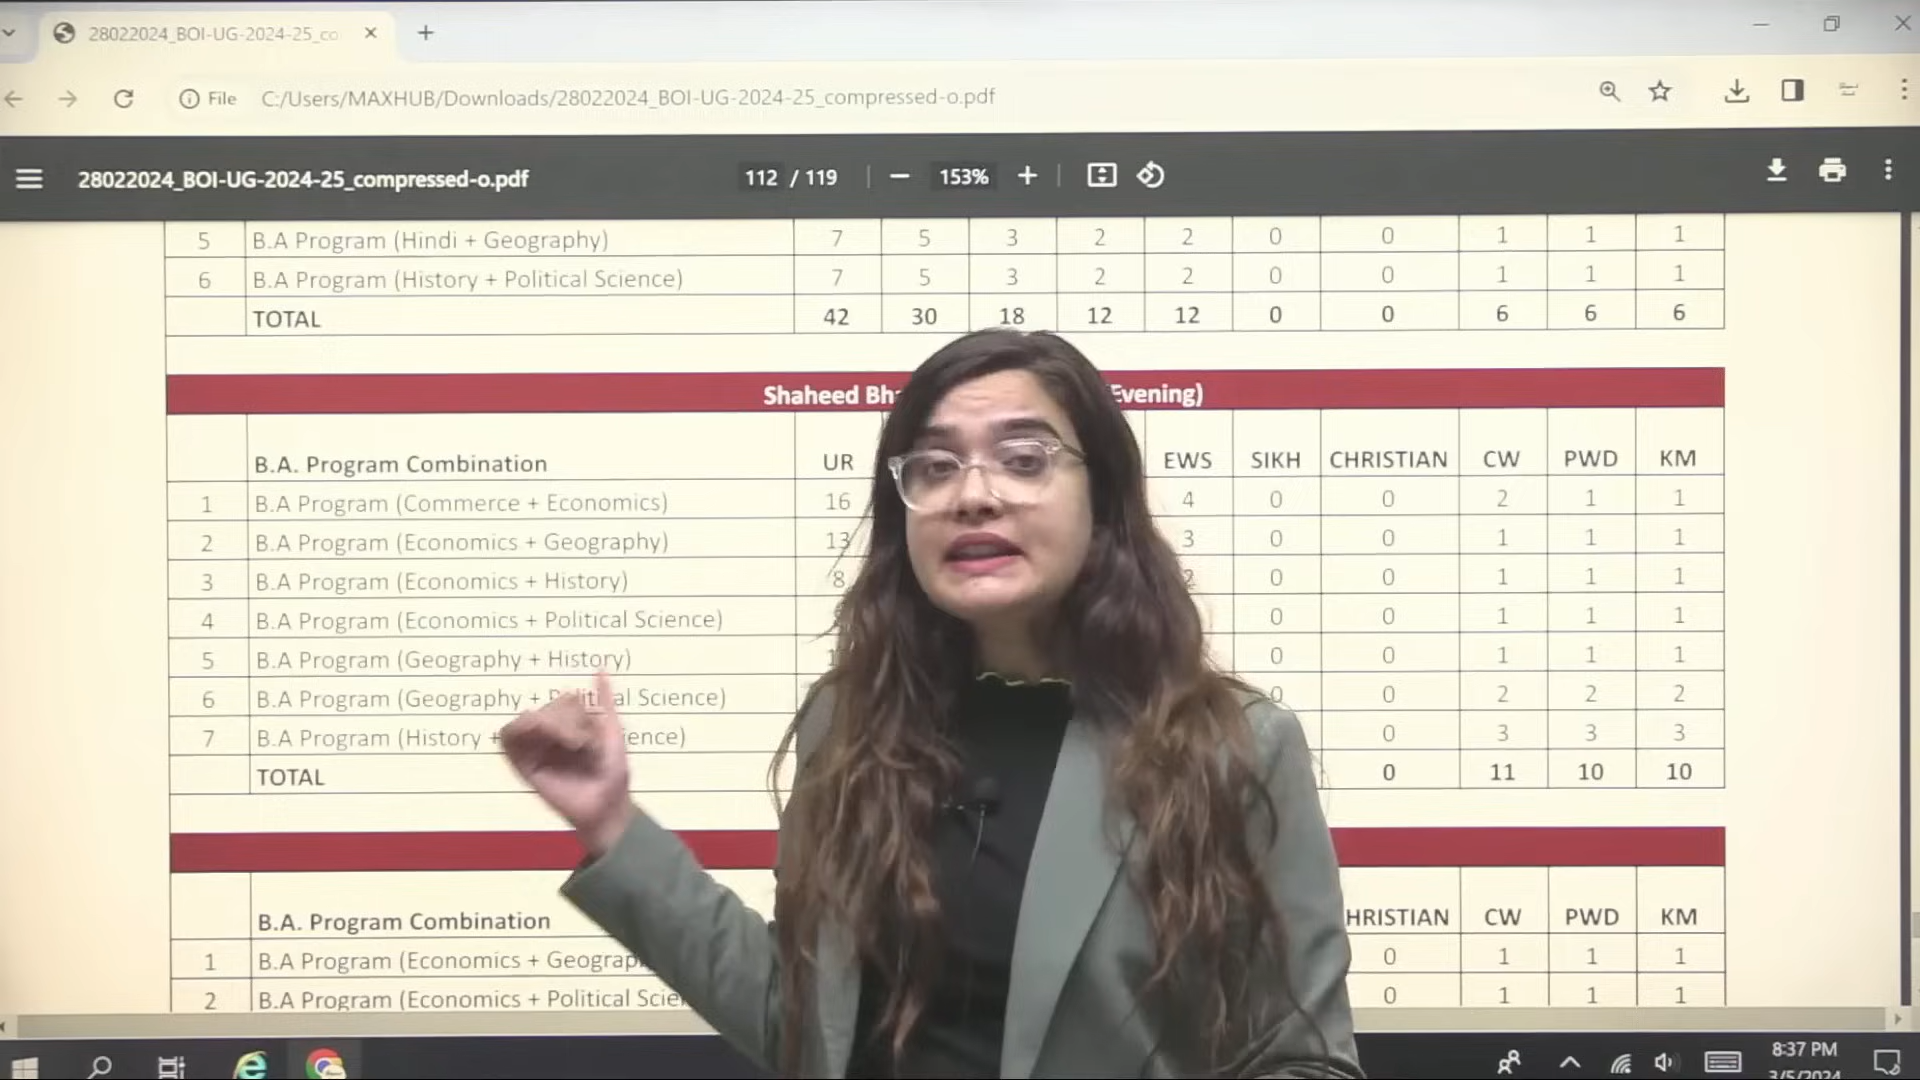 28022024_BOI-UG-2024-25_co
File C:/Users/MAXHUB/Downloads/28022024_BOI-UG-2024-25_compressed-o.pdf
28022024_BOI-UG-2024-25_compressed-o.pdf 112 / 119 153%
5 B.A Program (Hindi + Geography) 7 5 3 2 2 0 0 1 1 1
6 B.A Program (History + Political Science) 7 5 3 2 2 0 0 1 1 1
TOTAL 42 30 18 12 12 0 0 6 6 6
Shaheed Evening)
B.A. Program Combination UR EWS SIKH CHRISTIAN CW PWD KM
1 B.A Program (Commerce + Economics) 16 4 0 0 2 1 1
2 B.A Program (Economics + Geography) 13 3 0 0 1 1 1
3 B.A Program (Economics + History) 8 2 0 0 1 1 1
4 B.A Program (Economics + Political Science) 0 0 1 1 1
5 B.A Program (Geography + History) 0 0 1 1 1
6 B.A Program (Geography + Science) 0 0 2 2 2
7 B.A Program (History + 0 3 3 3
TOTAL 0 11 10 10
B.A. Program Combination HRISTIAN CW PWD KM
1 B.A Program (Economics + Geograp 0 1 1 1
2 B.A Program (Economics + Political Scie 0 1 1 1
8:37 PM
3/5/2024